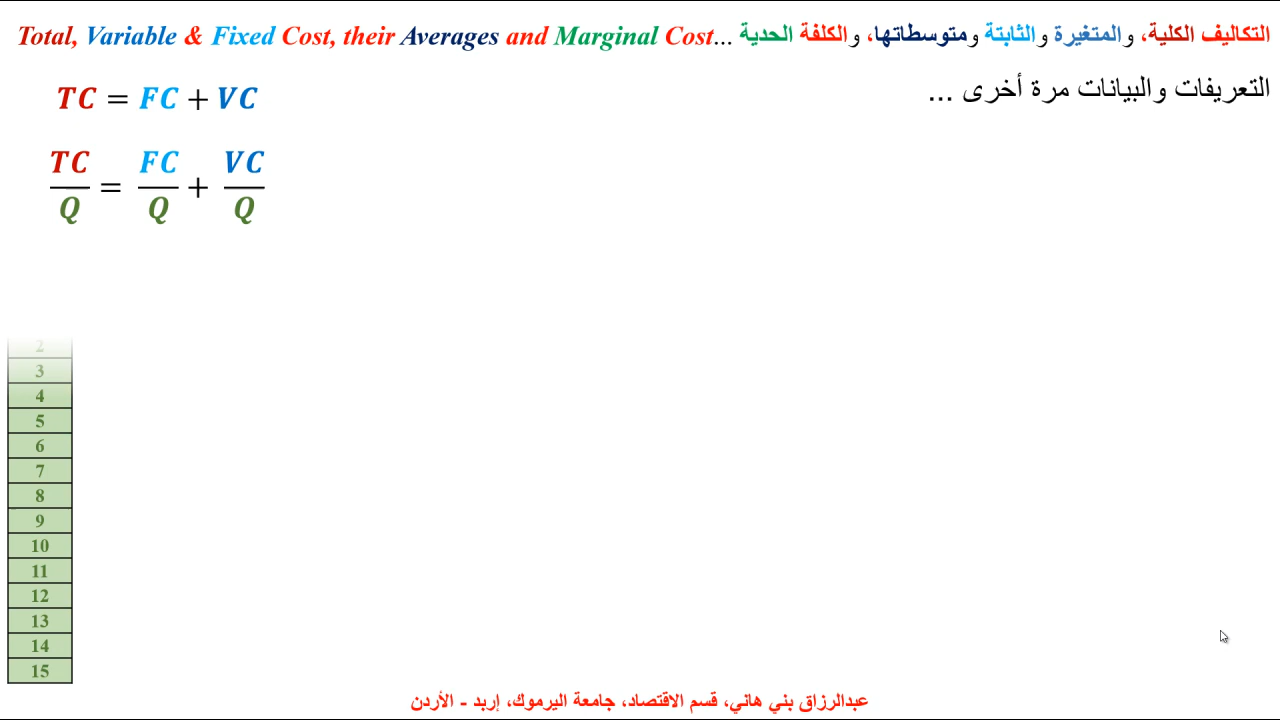 Total, Variable & Fixed Cost, their Averages and Marginal Cost... التكاليف الكلية، والمتغيرة والثابتة ومتوسطاتها، والكلفة الحدية
التعريفات والبيانات مرة أخرى ...
TC = FC + VC
TC/Q = FC/Q + VC/Q
2
3
4
5
6
7
8
9
10
11
12
13
14
15
عبدالرزاق بني هاني، قسم الاقتصاد، جامعة اليرموك، إربد - الأردن